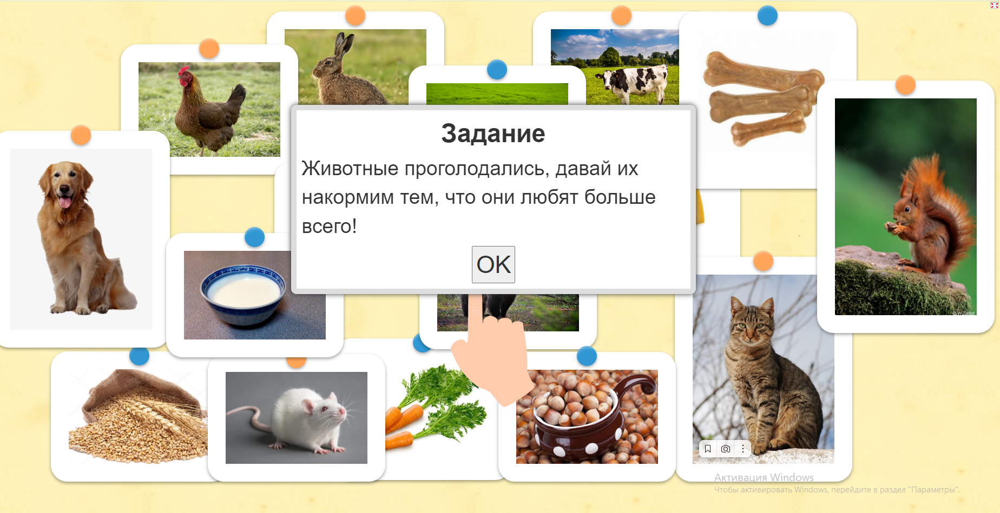 Задание
Животные проголодались, давай их
накормим тем, что они любят больше
всего!
OK
© W.Zerbst
Активация Windows
Чтобы активировать Windows, перейдите в раздел "Параметры".